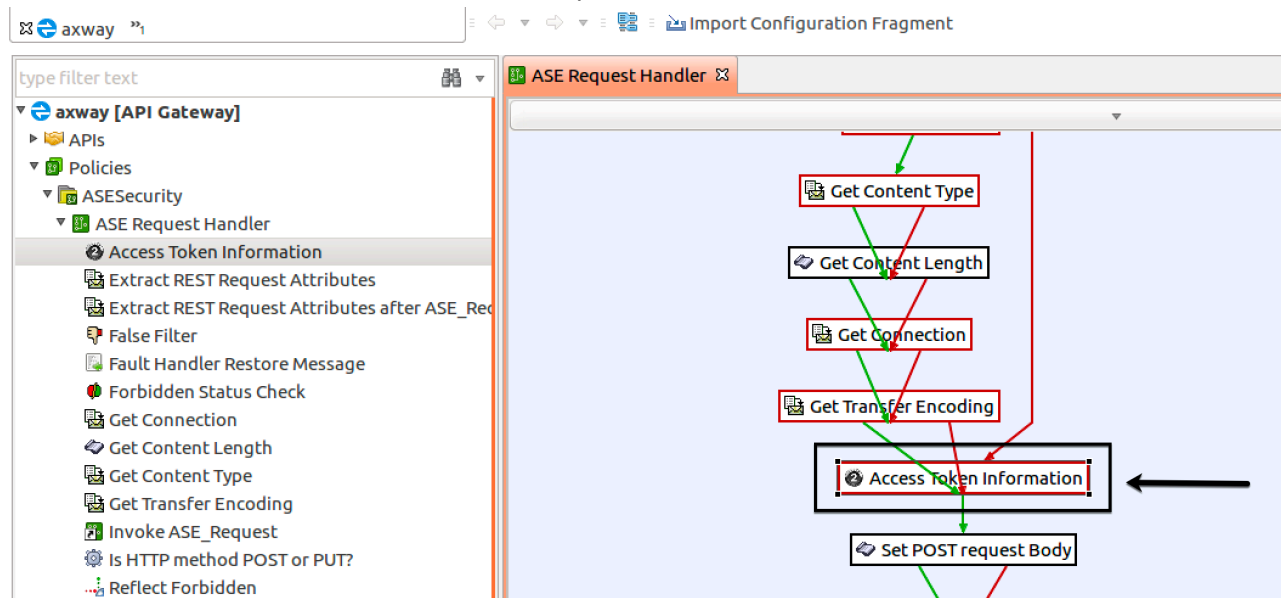 axway "1
Import Configuration Fragment
type filter text
ASE Request Handler
axway [API Gateway]
APIs
Policies
ASESecurity
ASE Request Handler
Access Token Information
Extract REST Request Attributes
Extract REST Request Attributes after ASE_Rec
False Filter
Fault Handler Restore Message
Forbidden Status Check
Get Connection
Get Content Length
Get Content Type
Get Transfer Encoding
Invoke ASE_Request
Is HTTP method POST or PUT?
Reflect Forbidden
Get Content Type
Get Content Length
Get Connection
Get Transfer Encoding
Access Token Information
Set POST request Body